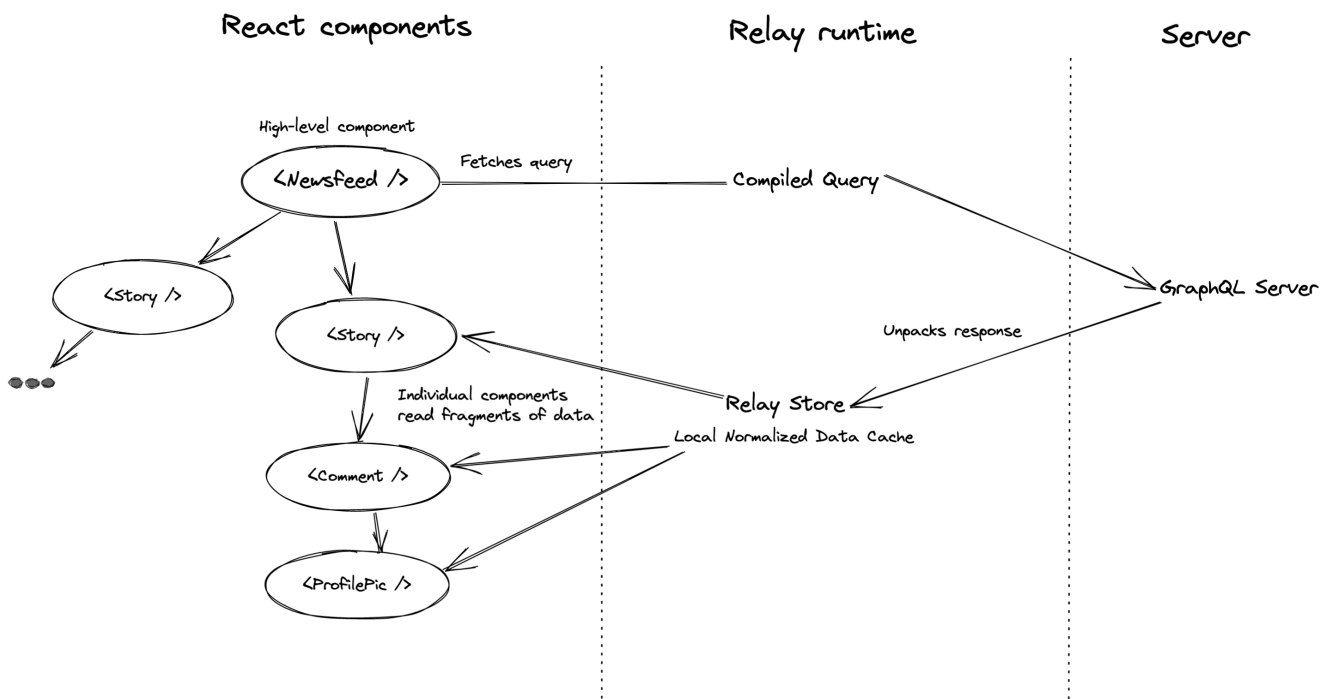 React components
Relay runtime
Server
High-level component
<Newsfeed />
Fetches query
Compiled Query
<Story />
GraphQL Server
<Story />
Unpacks response
Individual components
read fragments of data
Relay Store
Local Normalized Data Cache
<Comment />
<ProfilePic />